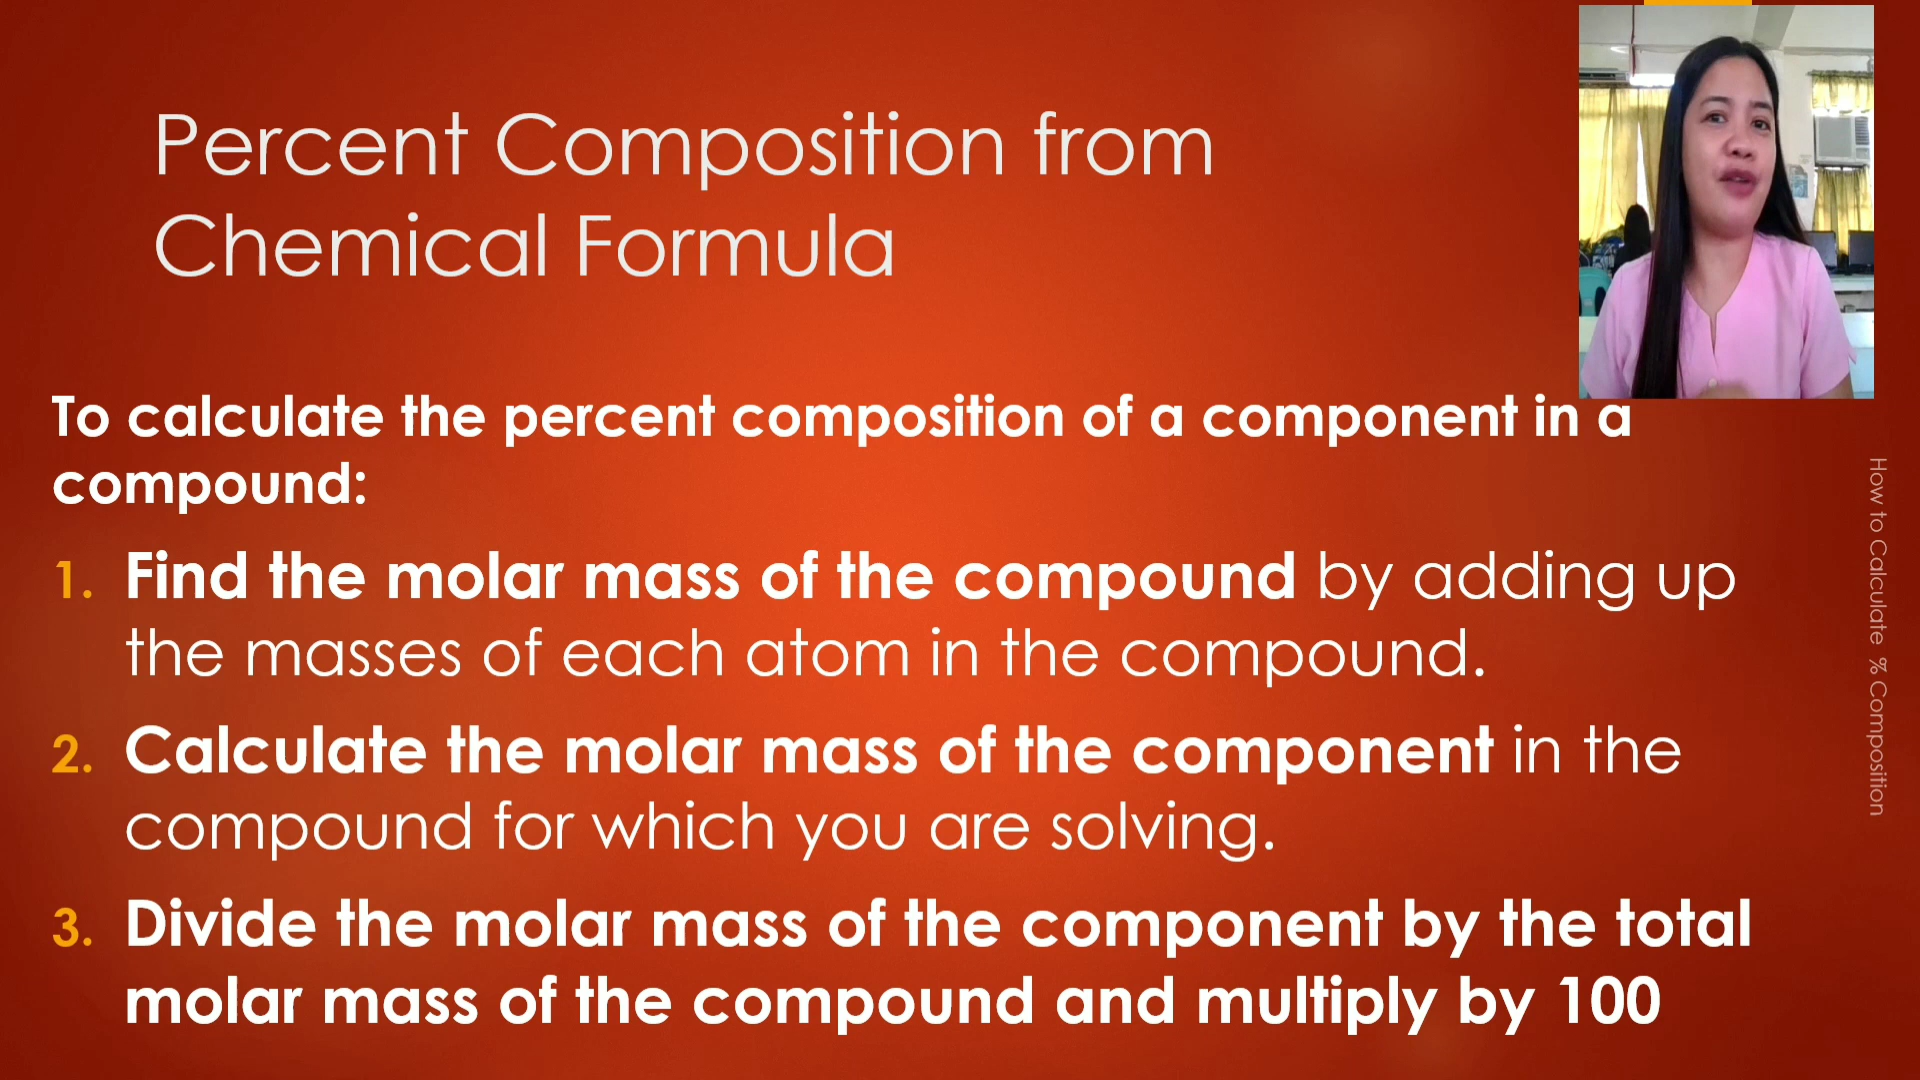 Percent Composition from
Chemical Formula
To calculate the percent composition of a component in a
compound:
1. Find the molar mass of the compound by adding up
the masses of each atom in the compound.
2. Calculate the molar mass of the component in the
compound for which you are solving.
3. Divide the molar mass of the component by the total
molar mass of the compound and multiply by 100
How to Calculate % Composition